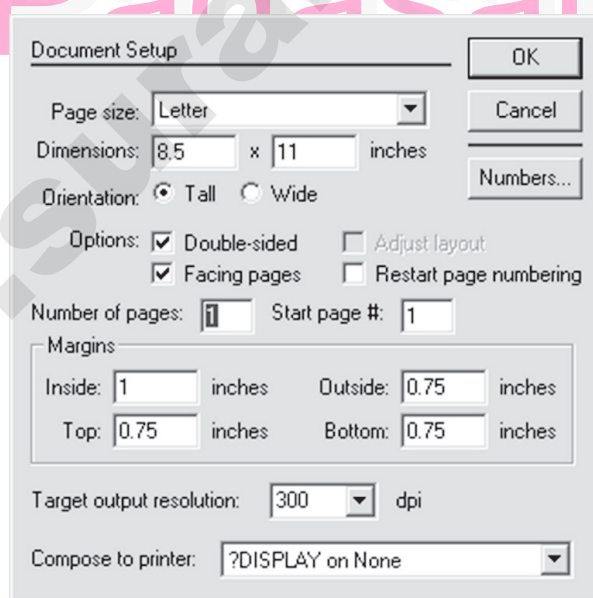 Document Setup
OK
Page size: Letter
Cancel
Dimensions: 8.5 x 11 inches
Numbers...
Orientation: Tall Wide
Options: Double-sided Adjust layout
Facing pages Restart page numbering
Number of pages: 1 Start page #: 1
Margins
Inside: 1 inches Outside: 0.75 inches
Top: 0.75 inches Bottom: 0.75 inches
Target output resolution: 300 dpi
Compose to printer: ?DISPLAY on None